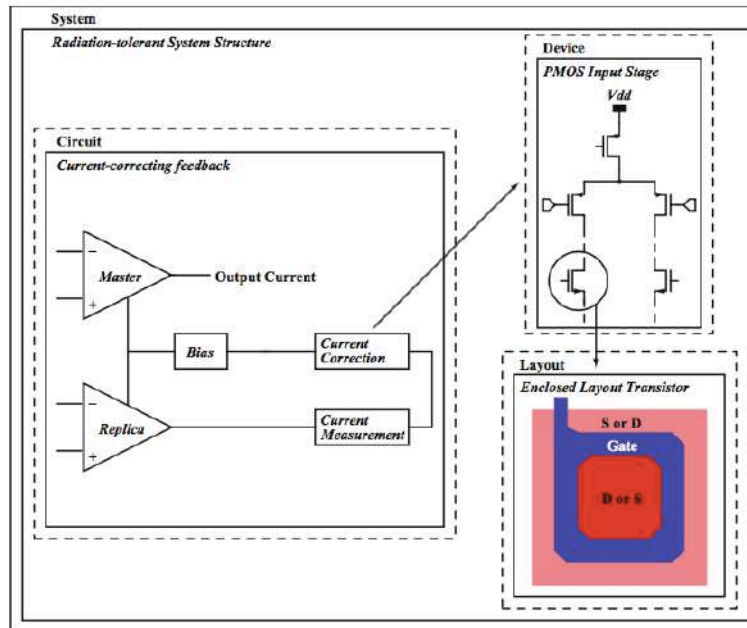 System
Radiation-tolerant System Structure
Circuit
Current-correcting feedback
−
Master
+
Output Current
Bias
Current
Correction
−
Replica
+
Current
Measurement
Device
PMOS Input Stage
Vdd
Layout
Enclosed Layout Transistor
S or D
Gate
D or S